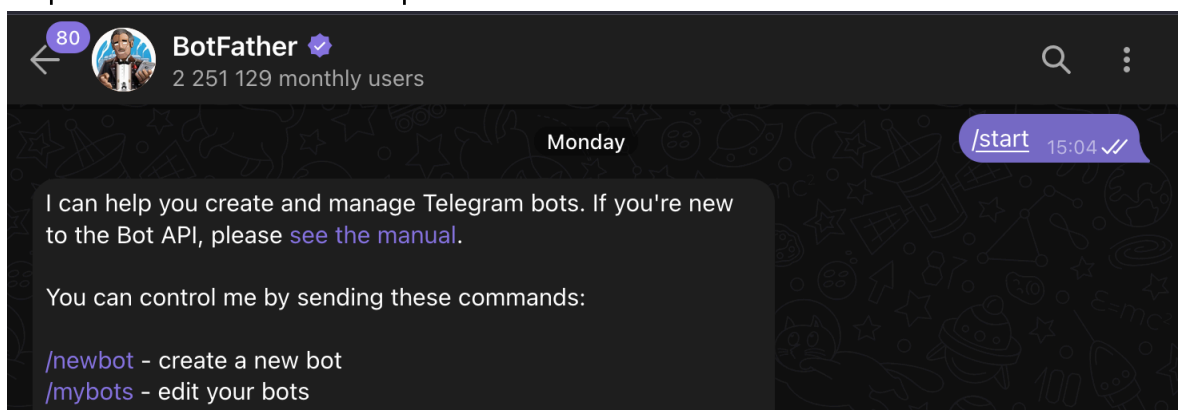 80
BotFather
2 251 129 monthly users
Monday
/start 15:04
I can help you create and manage Telegram bots. If you're new
to the Bot API, please see the manual.
You can control me by sending these commands:
/newbot - create a new bot
/mybots - edit your bots